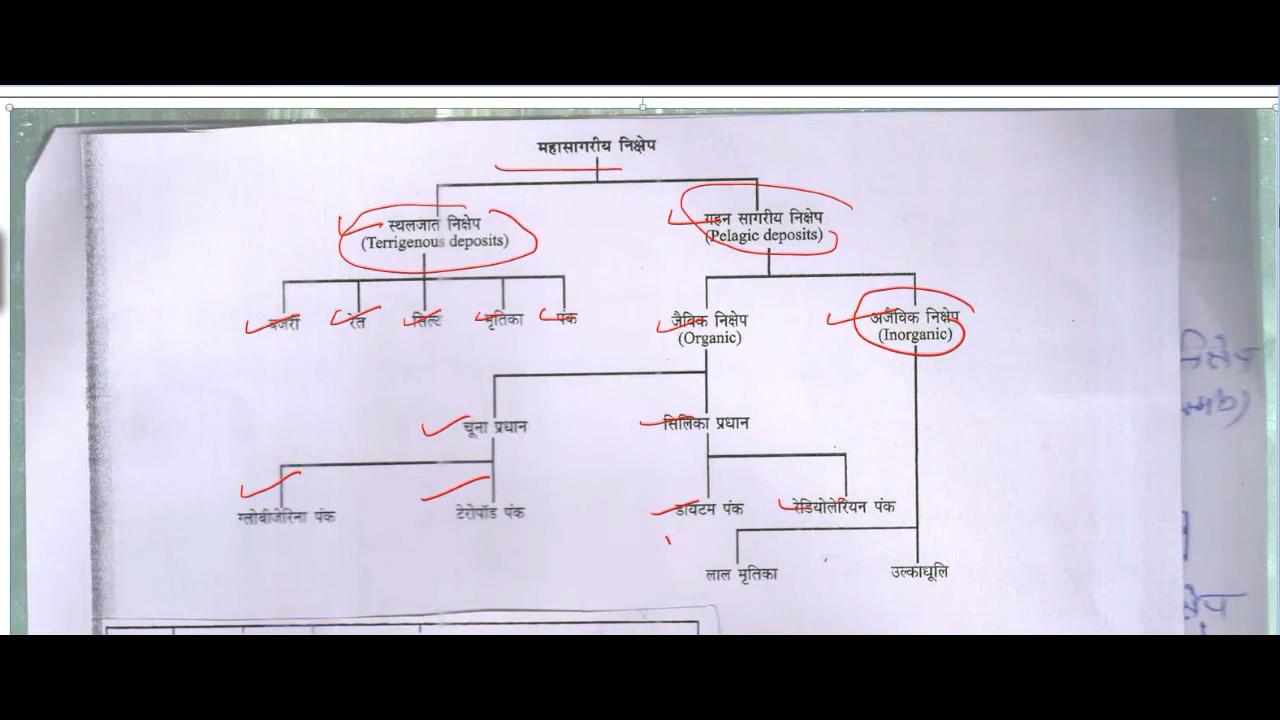 महासागरीय निक्षेप
स्थलजात निक्षेप
(Terrigenous deposits)
गहन सागरीय निक्षेप
(Pelagic deposits)
बजरी रेत सिल्ट मृतिका पंक
जैविक निक्षेप
(Organic)
अजैविक निक्षेप
(Inorganic)
चूना प्रधान
सिलिका प्रधान
ग्लोबीजेरिना पंक
टेरोपॉड पंक
डायटम पंक
रेडियोलेरियन पंक
लाल मृतिका
उल्काधूलि